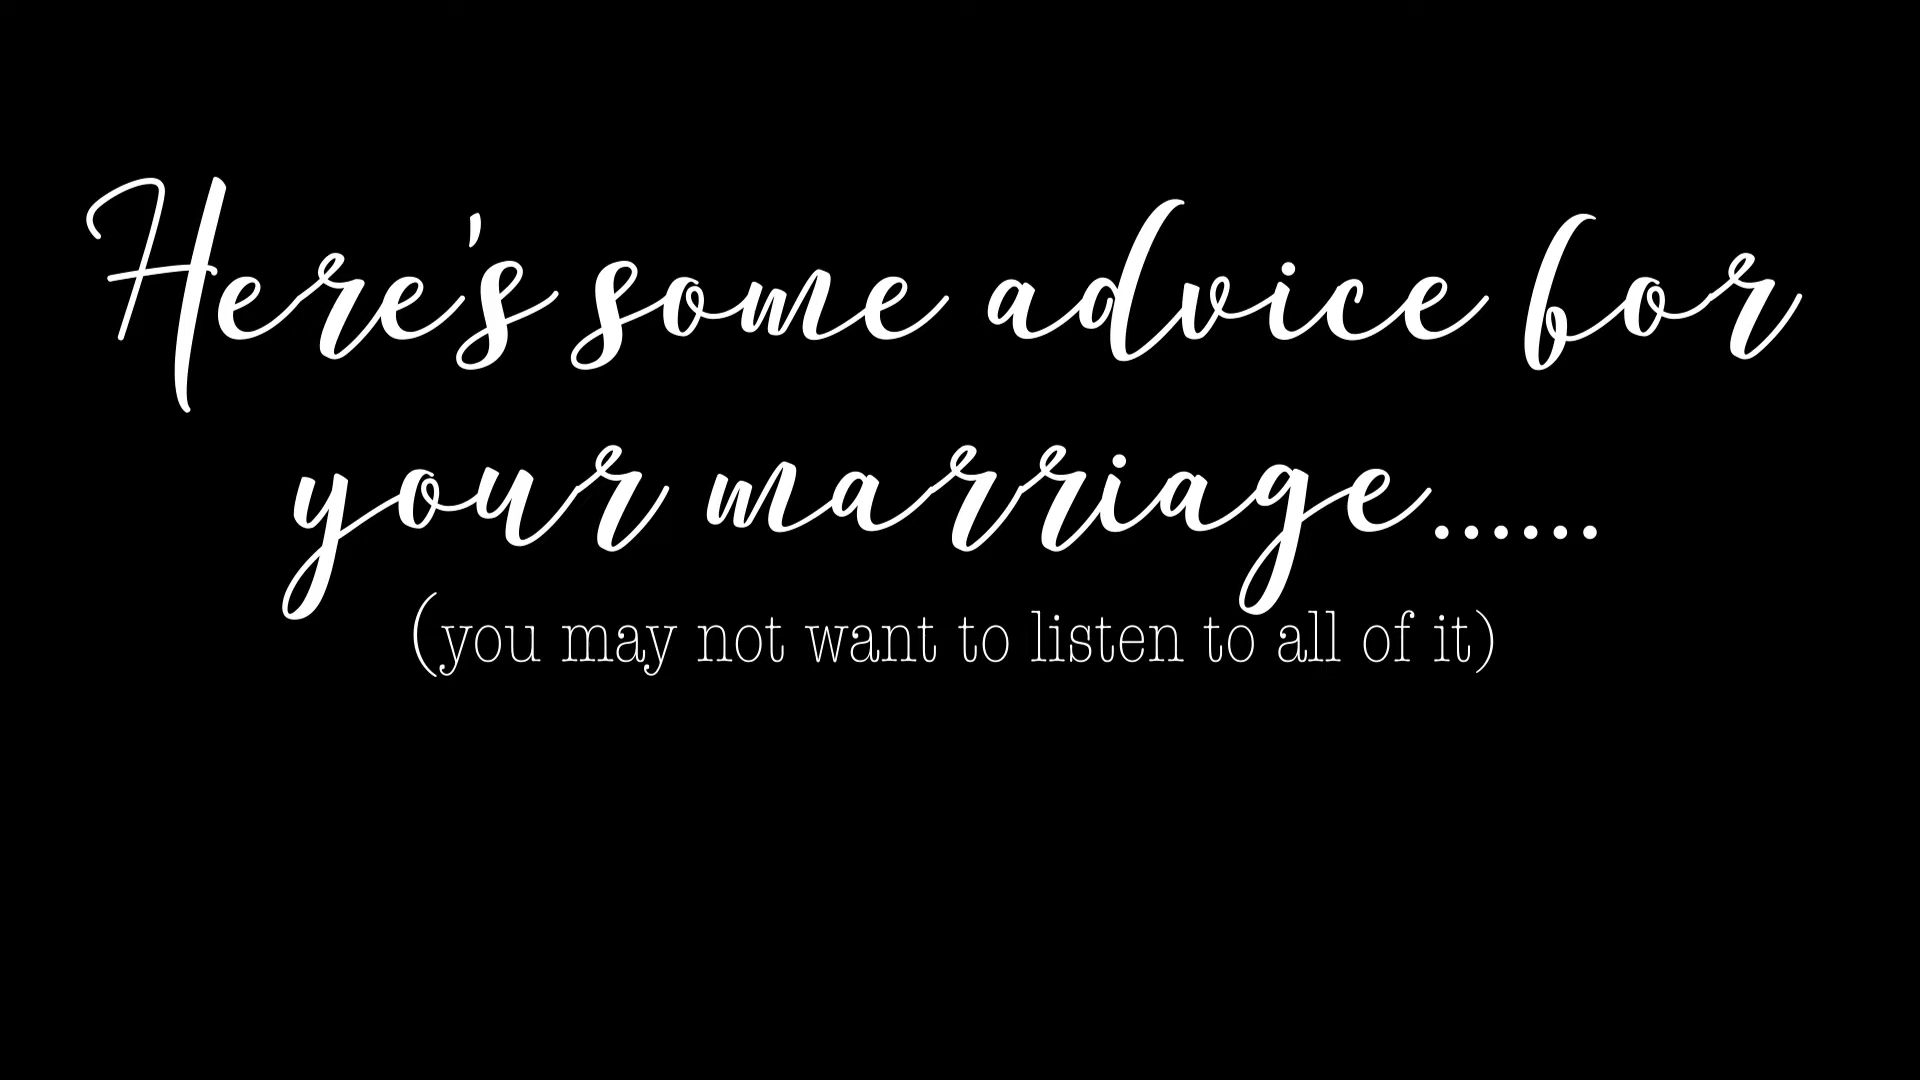 Here's some advice for
your marriage......
(you may not want to listen to all of it)